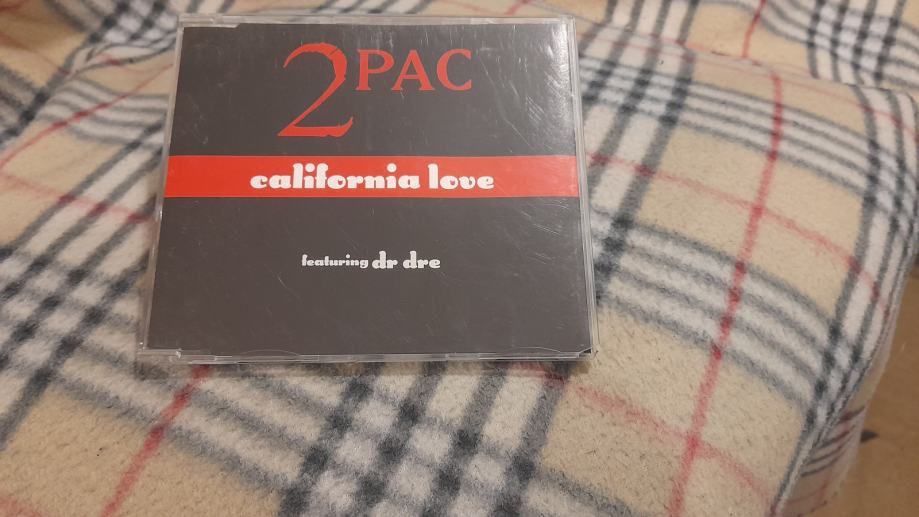 2PAC
california love
featuring dr dre